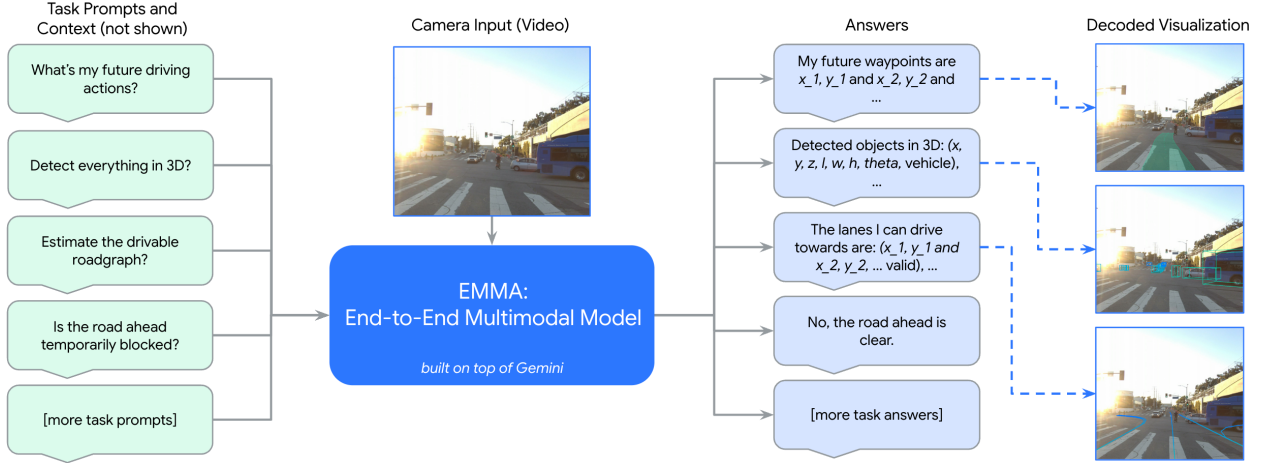 Task Prompts and
Context (not shown)
What's my future driving
actions?
Detect everything in 3D?
Estimate the drivable
roadgraph?
Is the road ahead
temporarily blocked?
[more task prompts]
Camera Input (Video)
EMMA:
End-to-End Multimodal Model
built on top of Gemini
Answers
My future waypoints are
x_1, y_1 and x_2, y_2 and
...
Detected objects in 3D: (x,
y, z, l, w, h, theta, vehicle),
...
The lanes I can drive
towards are: (x_1, y_1 and
x_2, y_2, ... valid), ...
No, the road ahead is
clear.
[more task answers]
Decoded Visualization